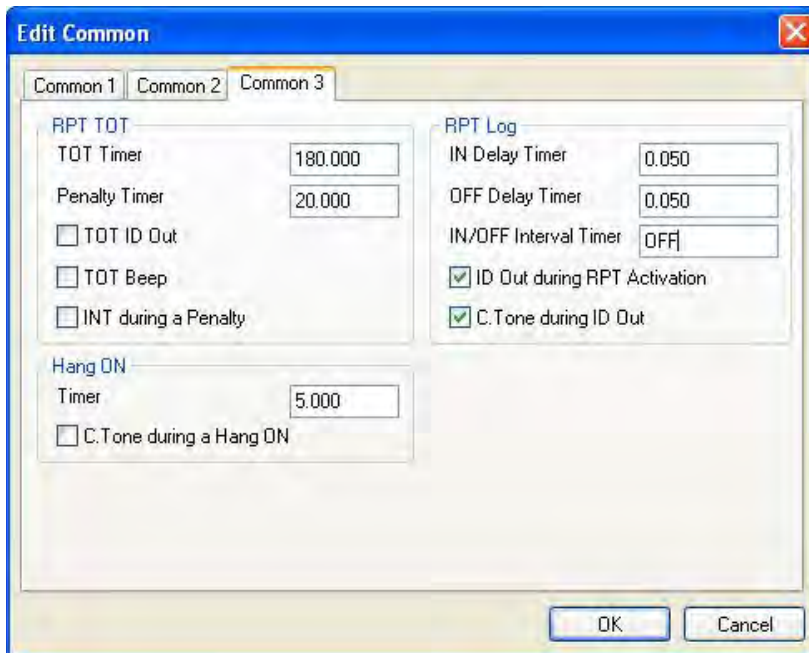 Edit Common
Common 1 Common 2 Common 3
RPT TOT
TOT Timer 180.000
Penalty Timer 20.000
TOT ID Out
TOT Beep
INT during a Penalty
Hang ON
Timer 5.000
C.Tone during a Hang ON
RPT Log
IN Delay Timer 0.050
OFF Delay Timer 0.050
IN/OFF Interval Timer OFF
ID Out during RPT Activation
C.Tone during ID Out
OK Cancel